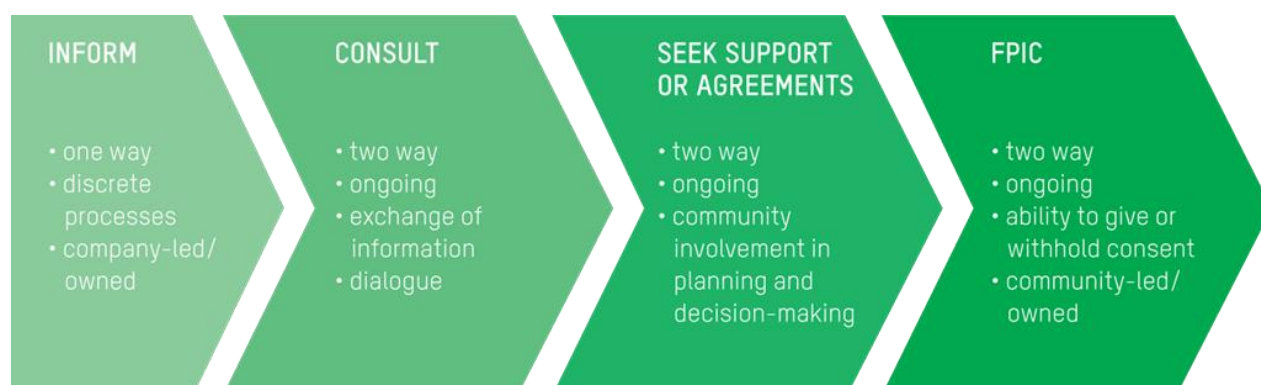 INFORM
• one way
• discrete
processes
• company-led/
owned
CONSULT
• two way
• ongoing
• exchange of
information
• dialogue
SEEK SUPPORT
OR AGREEMENTS
• two way
• ongoing
• community
involvement in
planning and
decision-making
FPIC
• two way
• ongoing
• ability to give or
withhold consent
• community-led/
owned